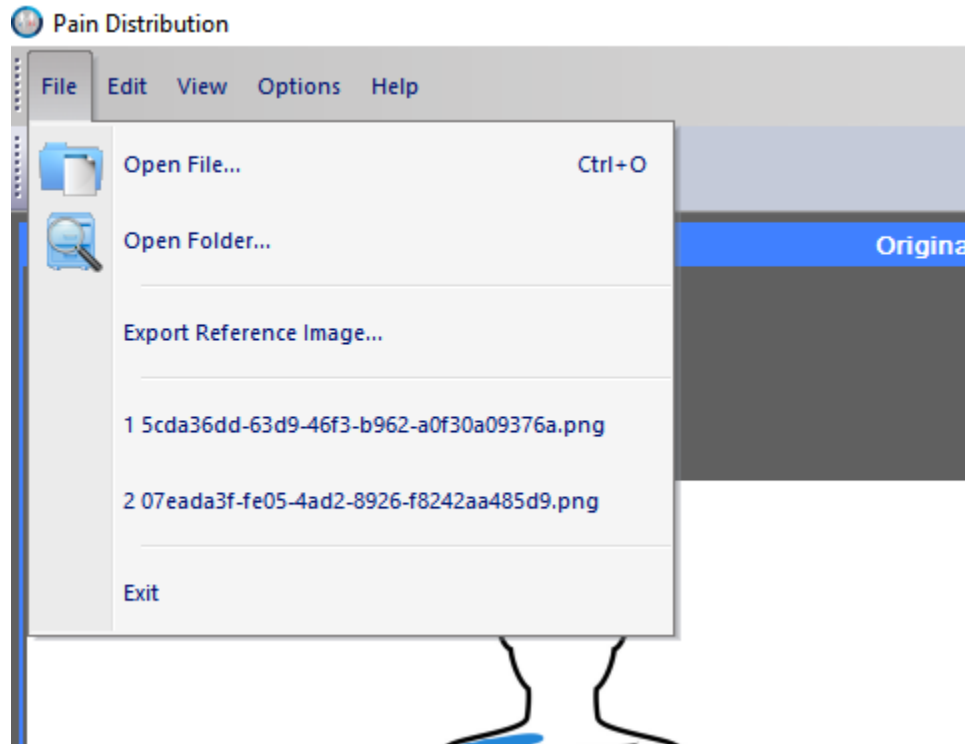 Pain Distribution
File Edit View Options Help
Open File... Ctrl+O
Open Folder...
Export Reference Image...
1 5cda36dd-63d9-46f3-b962-a0f30a09376a.png
2 07eada3f-fe05-4ad2-8926-f8242aa485d9.png
Exit